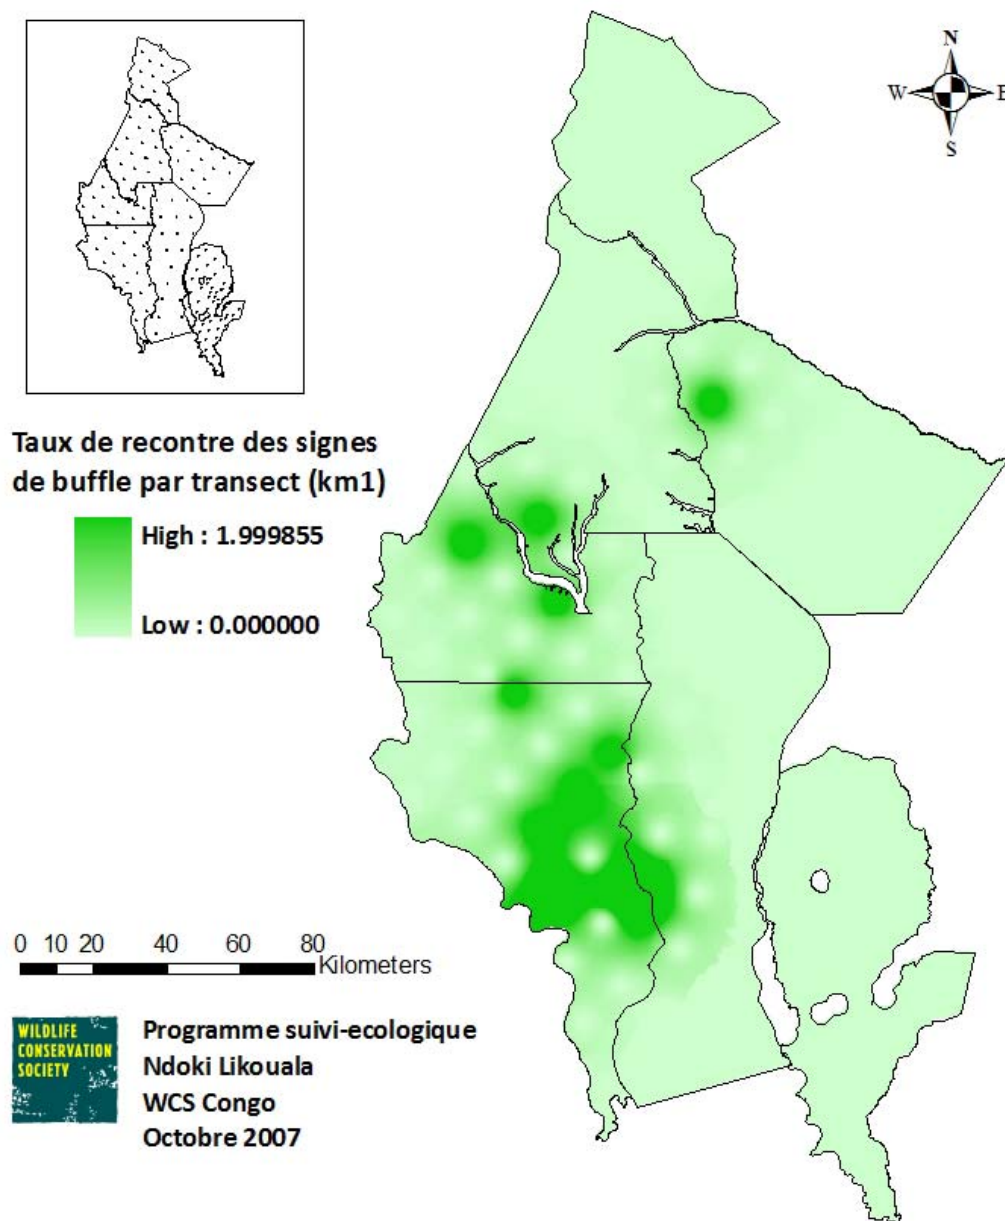 N
W E
S
Taux de recontre des signes
de buffle par transect (km1)
High : 1.999855
Low : 0.000000
0 10 20 40 60 80
Kilometers
WILDLIFE
CONSERVATION
SOCIETY
Programme suivi-ecologique
Ndoki Likouala
WCS Congo
Octobre 2007